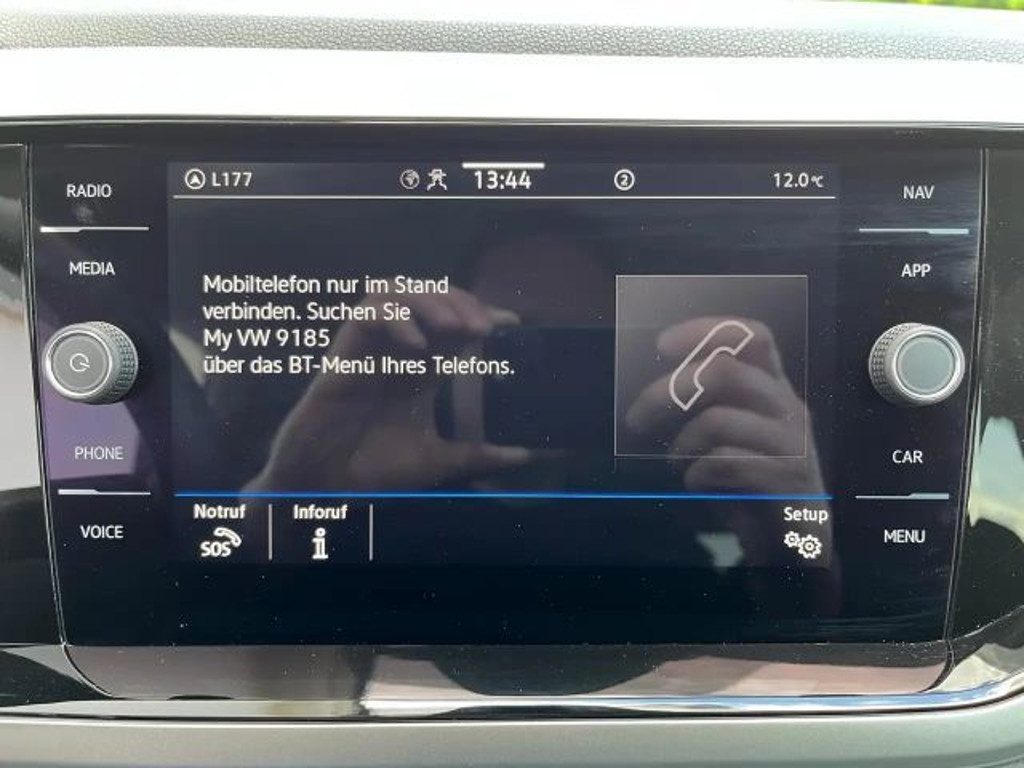 RADIO
MEDIA
PHONE
VOICE
L177
13:44
2
12.0°C
Mobiltelefon nur im Stand
verbinden. Suchen Sie
My VW 9185
über das BT-Menü Ihres Telefons.
Notruf
SOS
Inforuf
i
Setup
NAV
APP
CAR
MENU